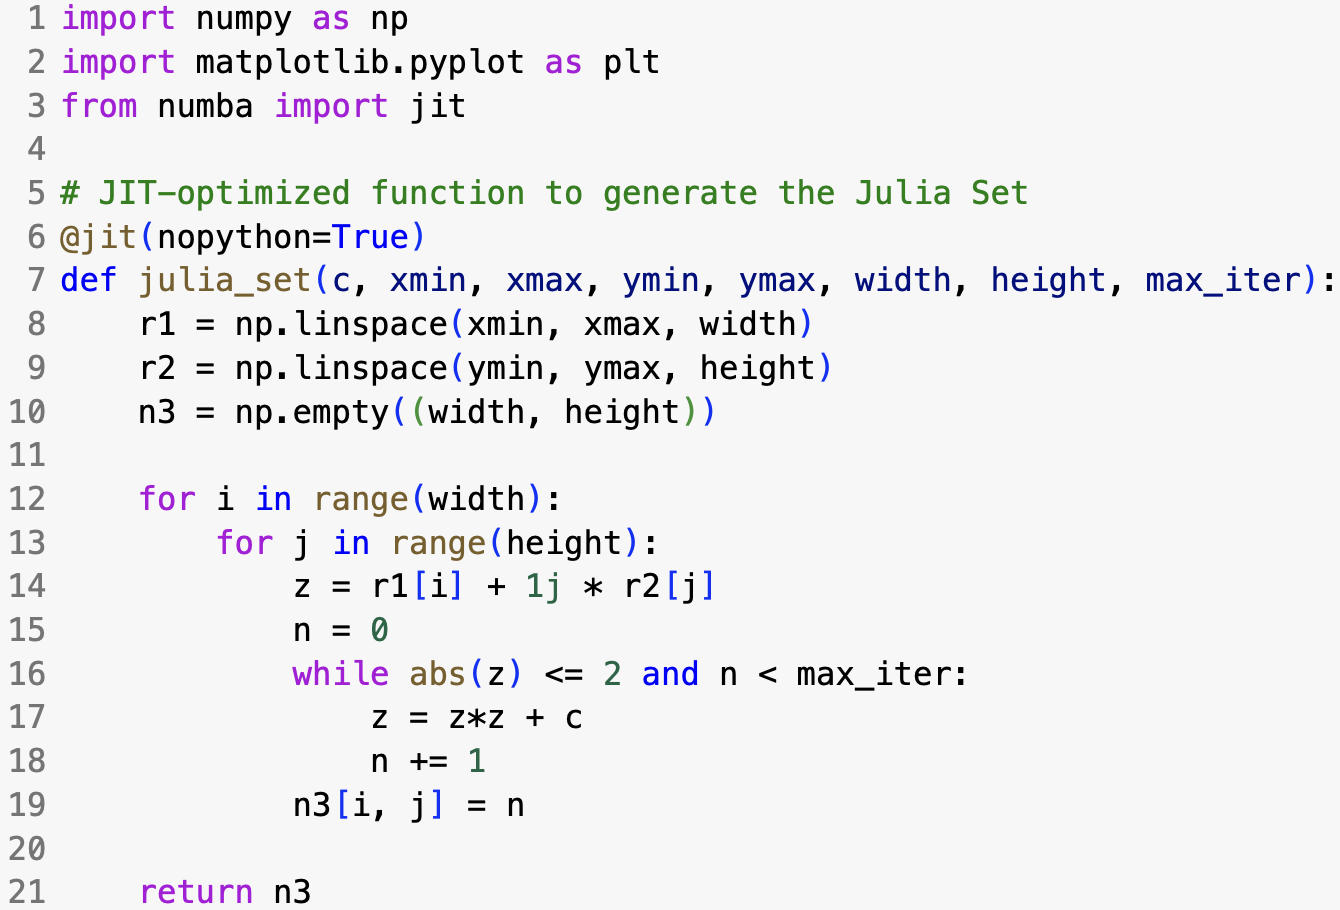 1 import numpy as np
2 import matplotlib.pyplot as plt
3 from numba import jit
4
5 # JIT-optimized function to generate the Julia Set
6 @jit(nopython=True)
7 def julia_set(c, xmin, xmax, ymin, ymax, width, height, max_iter):
8     r1 = np.linspace(xmin, xmax, width)
9     r2 = np.linspace(ymin, ymax, height)
10     n3 = np.empty((width, height))
11
12     for i in range(width):
13         for j in range(height):
14             z = r1[i] + 1j * r2[j]
15             n = 0
16             while abs(z) <= 2 and n < max_iter:
17                 z = z*z + c
18                 n += 1
19             n3[i, j] = n
20
21     return n3